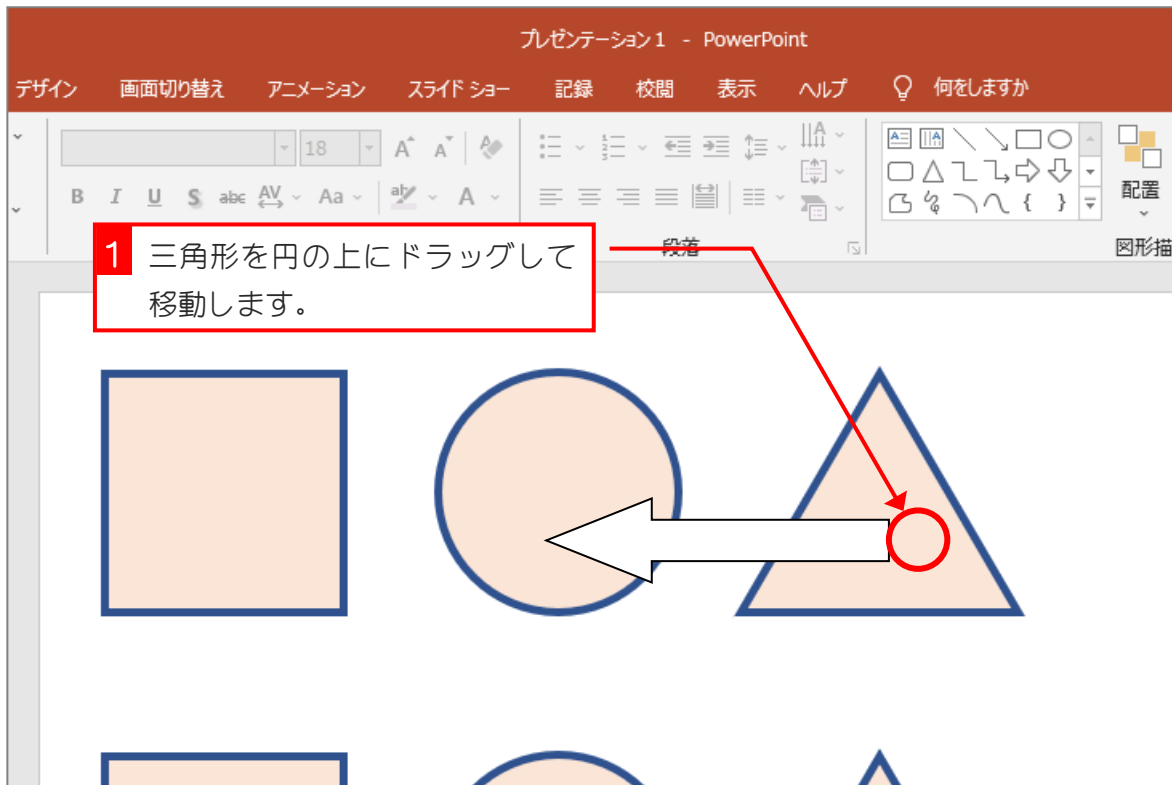 プレゼンテーション1 - PowerPoint
デザイン 画面切り替え アニメーション スライド ショー 記録 校閲 表示 ヘルプ 何をしますか
18 A A
B I U S abc AV Aa ab A
配置
段落 図形描
1 三角形を円の上にドラッグして
移動します。